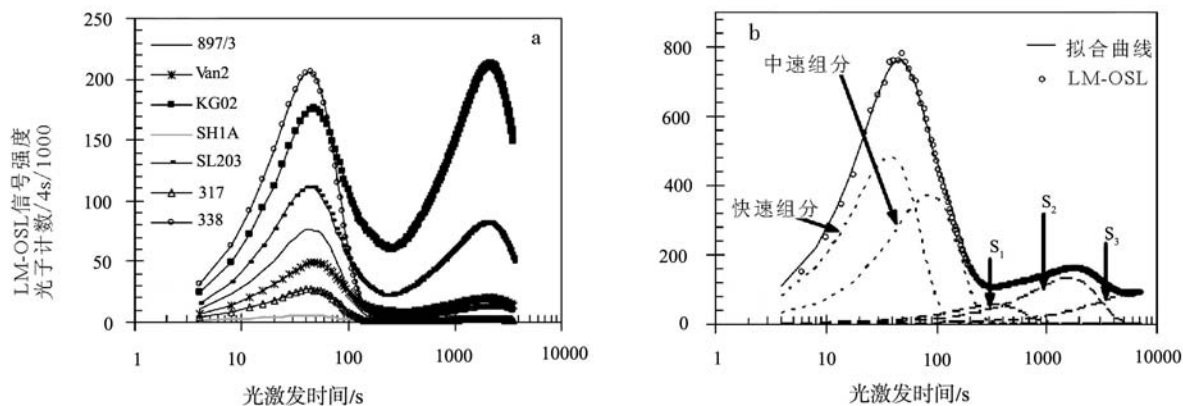 LM-OSL信号强度
光子计数/4s/1000
250
200
150
100
50
0
a
897/3
Van2
KG02
SH1A
SL203
317
338
1
10
100
1000
10000
光激发时间/s
800
600
400
200
0
b
拟合曲线
LM-OSL
中速组分
快速组分
S1
S2
S3
1
10
100
1000
10000
光激发时间/s